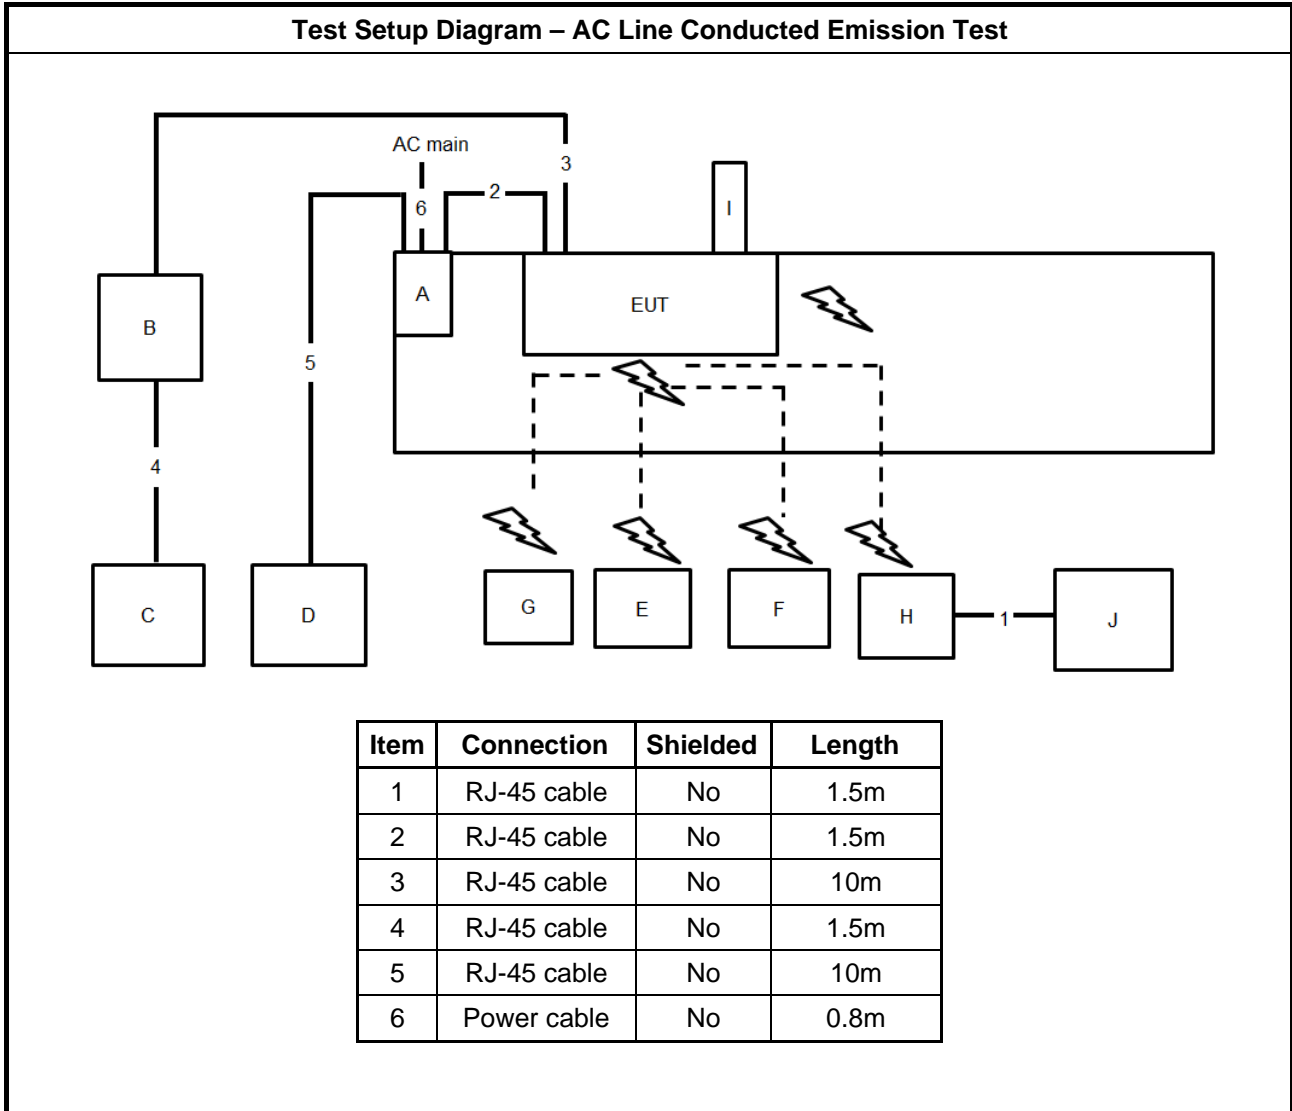 Test Setup Diagram – AC Line Conducted Emission Test
AC main
3
2
6
I
A
EUT
B
5
4
C
D
G
E
F
H
1
J
Item Connection Shielded Length
1 RJ-45 cable No 1.5m
2 RJ-45 cable No 1.5m
3 RJ-45 cable No 10m
4 RJ-45 cable No 1.5m
5 RJ-45 cable No 10m
6 Power cable No 0.8m